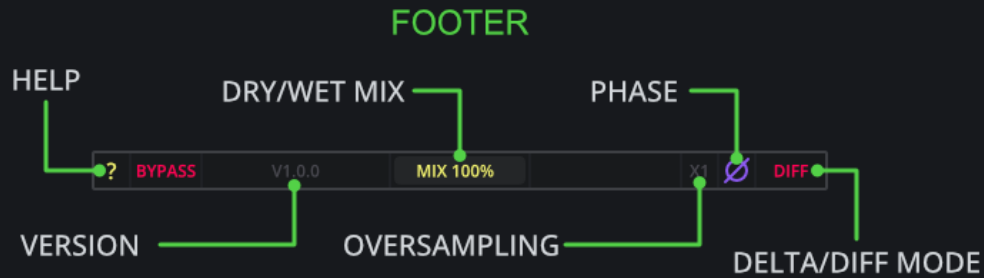 FOOTER
HELP
DRY/WET MIX
PHASE
? BYPASS V1.0.0 MIX 100% X1 Ø DIFF
VERSION
OVERSAMPLING
DELTA/DIFF MODE